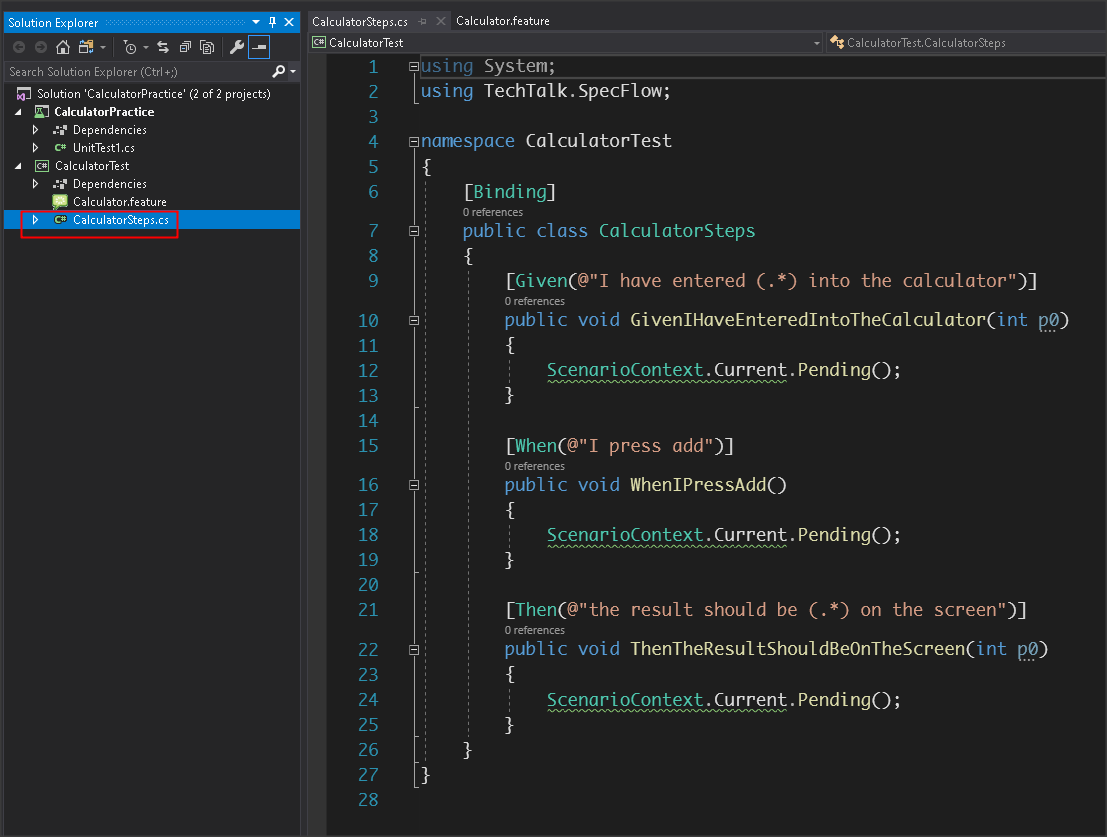 Solution Explorer
Search Solution Explorer (Ctrl+;)
Solution 'CalculatorPractice' (2 of 2 projects)
CalculatorPractice
Dependencies
C# UnitTest1.cs
C# CalculatorTest
Dependencies
Calculator.feature
C# CalculatorSteps.cs
CalculatorSteps.cs Calculator.feature
C# CalculatorTest CalculatorTest.CalculatorSteps
1 using System;
2 using TechTalk.SpecFlow;
3
4 namespace CalculatorTest
5 {
6 [Binding]
0 references
7 public class CalculatorSteps
8 {
9 [Given(@"I have entered (.*) into the calculator")]
0 references
10 public void GivenIHaveEnteredIntoTheCalculator(int p0)
11 {
12 ScenarioContext.Current.Pending();
13 }
14
15 [When(@"I press add")]
0 references
16 public void WhenIPressAdd()
17 {
18 ScenarioContext.Current.Pending();
19 }
20
21 [Then(@"the result should be (.*) on the screen")]
0 references
22 public void ThenTheResultShouldBeOnTheScreen(int p0)
23 {
24 ScenarioContext.Current.Pending();
25 }
26 }
27 }
28